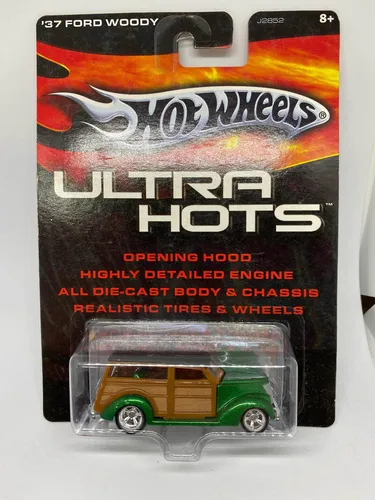 '37 FORD WOODY
J2852
8+
HOT WHEELS®
ULTRA
HOTS™
OPENING HOOD
HIGHLY DETAILED ENGINE
ALL DIE-CAST BODY & CHASSIS
REALISTIC TIRES & WHEELS